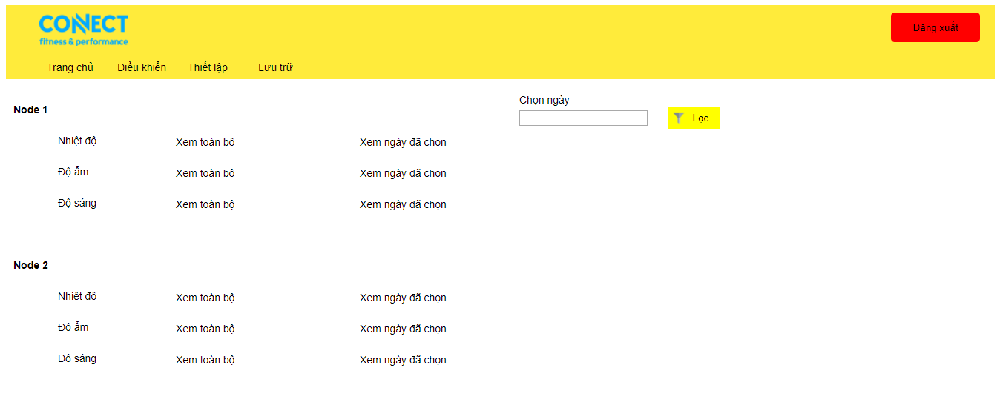 CONNECT
fitness & performance
Đăng xuất
Trang chủ Điều khiển Thiết lập Lưu trữ
Chọn ngày
Node 1
Lọc
Nhiệt độ Xem toàn bộ Xem ngày đã chọn
Độ ẩm Xem toàn bộ Xem ngày đã chọn
Độ sáng Xem toàn bộ Xem ngày đã chọn
Node 2
Nhiệt độ Xem toàn bộ Xem ngày đã chọn
Độ ẩm Xem toàn bộ Xem ngày đã chọn
Độ sáng Xem toàn bộ Xem ngày đã chọn